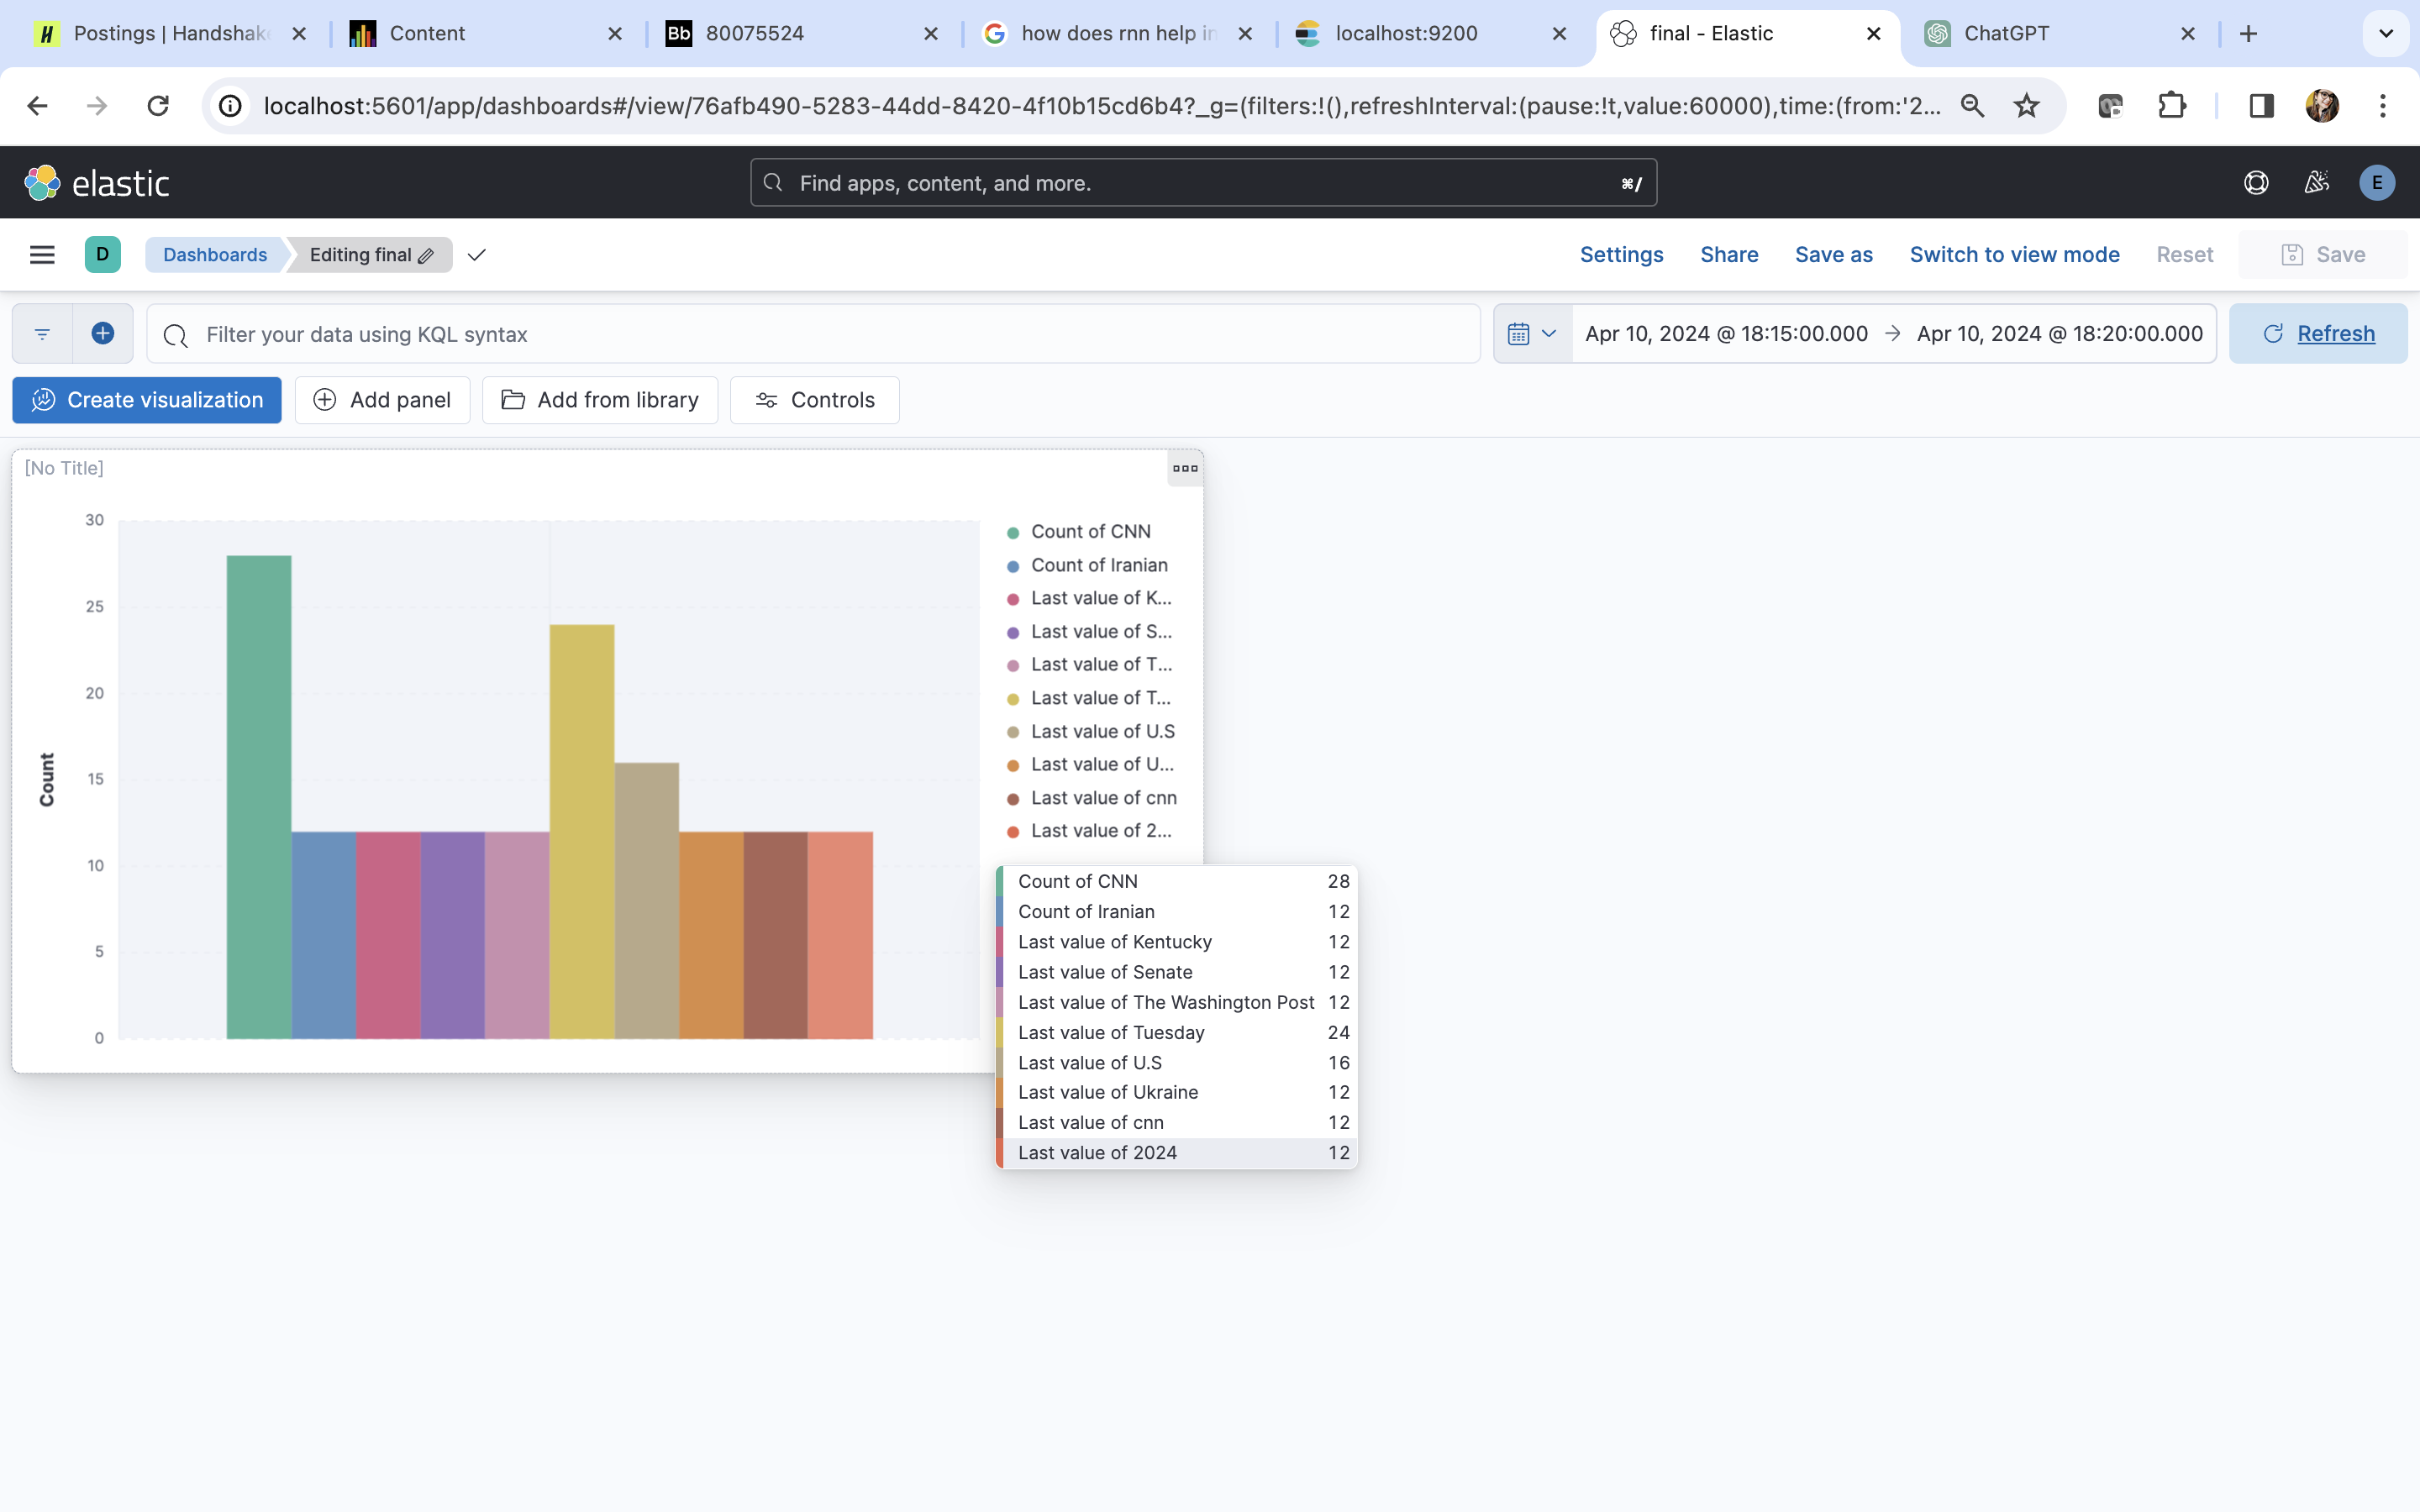 Postings | Handshake
Content
Bb 80075524
how does rnn help in
localhost:9200
final - Elastic
ChatGPT
localhost:5601/app/dashboards#/view/76afb490-5283-44dd-8420-4f10b15cd6b4?_g=(filters:!(),refreshInterval:(pause:!t,value:60000),time:(from:'2...
elastic
Find apps, content, and more.
⌘/
E
D
Dashboards
Editing final
Settings
Share
Save as
Switch to view mode
Reset
Save
Filter your data using KQL syntax
Apr 10, 2024 @ 18:15:00.000 → Apr 10, 2024 @ 18:20:00.000
Refresh
Create visualization
Add panel
Add from library
Controls
[No Title]
30
25
20
15
10
5
0
Count
Count of CNN
Count of Iranian
Last value of K...
Last value of S...
Last value of T...
Last value of T...
Last value of U.S
Last value of U...
Last value of cnn
Last value of 2...
Count of CNN 28
Count of Iranian 12
Last value of Kentucky 12
Last value of Senate 12
Last value of The Washington Post 12
Last value of Tuesday 24
Last value of U.S 16
Last value of Ukraine 12
Last value of cnn 12
Last value of 2024 12